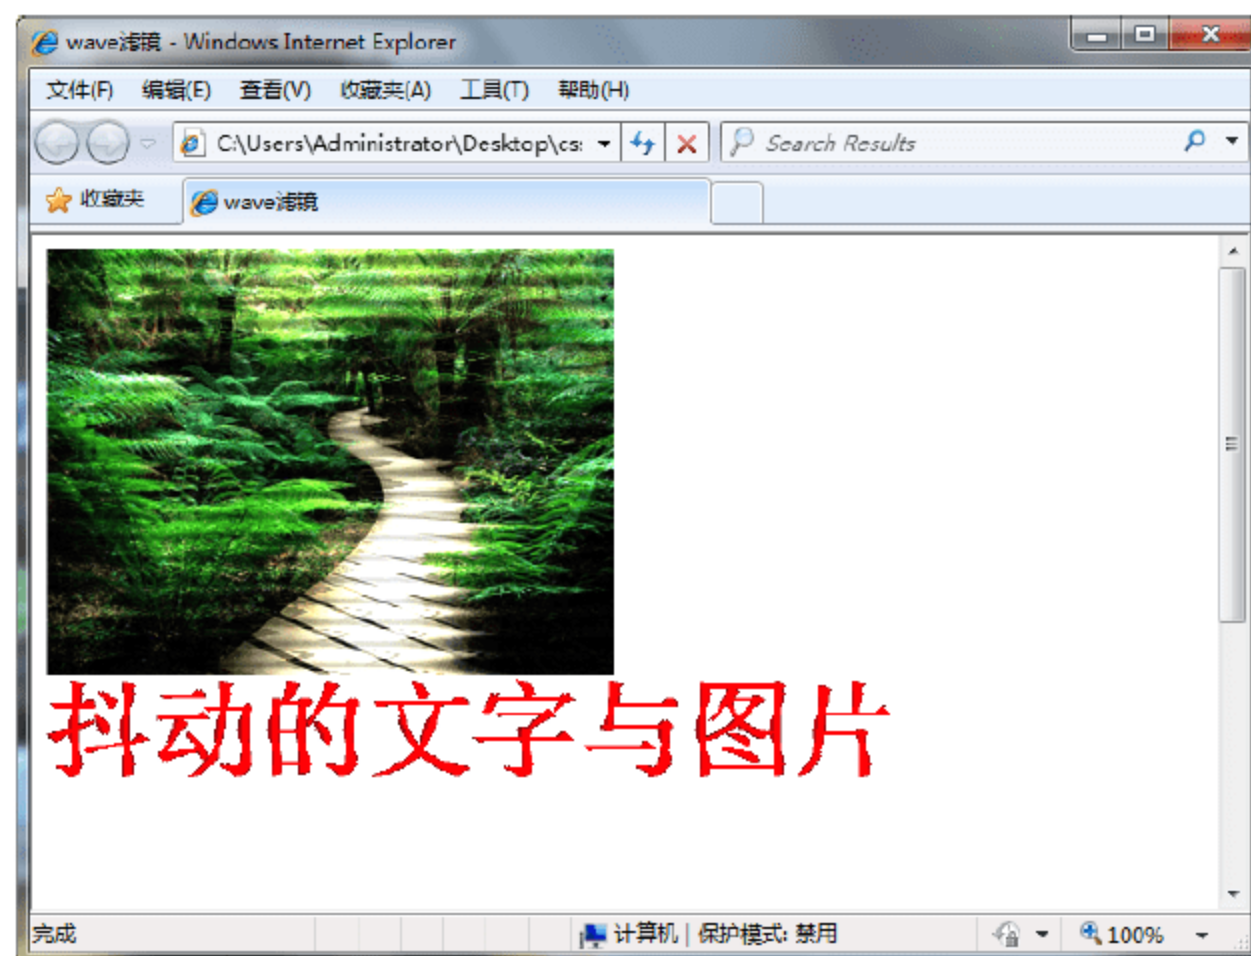 wave滤镜 - Windows Internet Explorer
文件(F) 编辑(E) 查看(V) 收藏夹(A) 工具(T) 帮助(H)
C:\Users\Administrator\Desktop\cs Search Results
收藏夹 wave滤镜
抖动的文字与图片
完成 计算机 | 保护模式: 禁用 100%